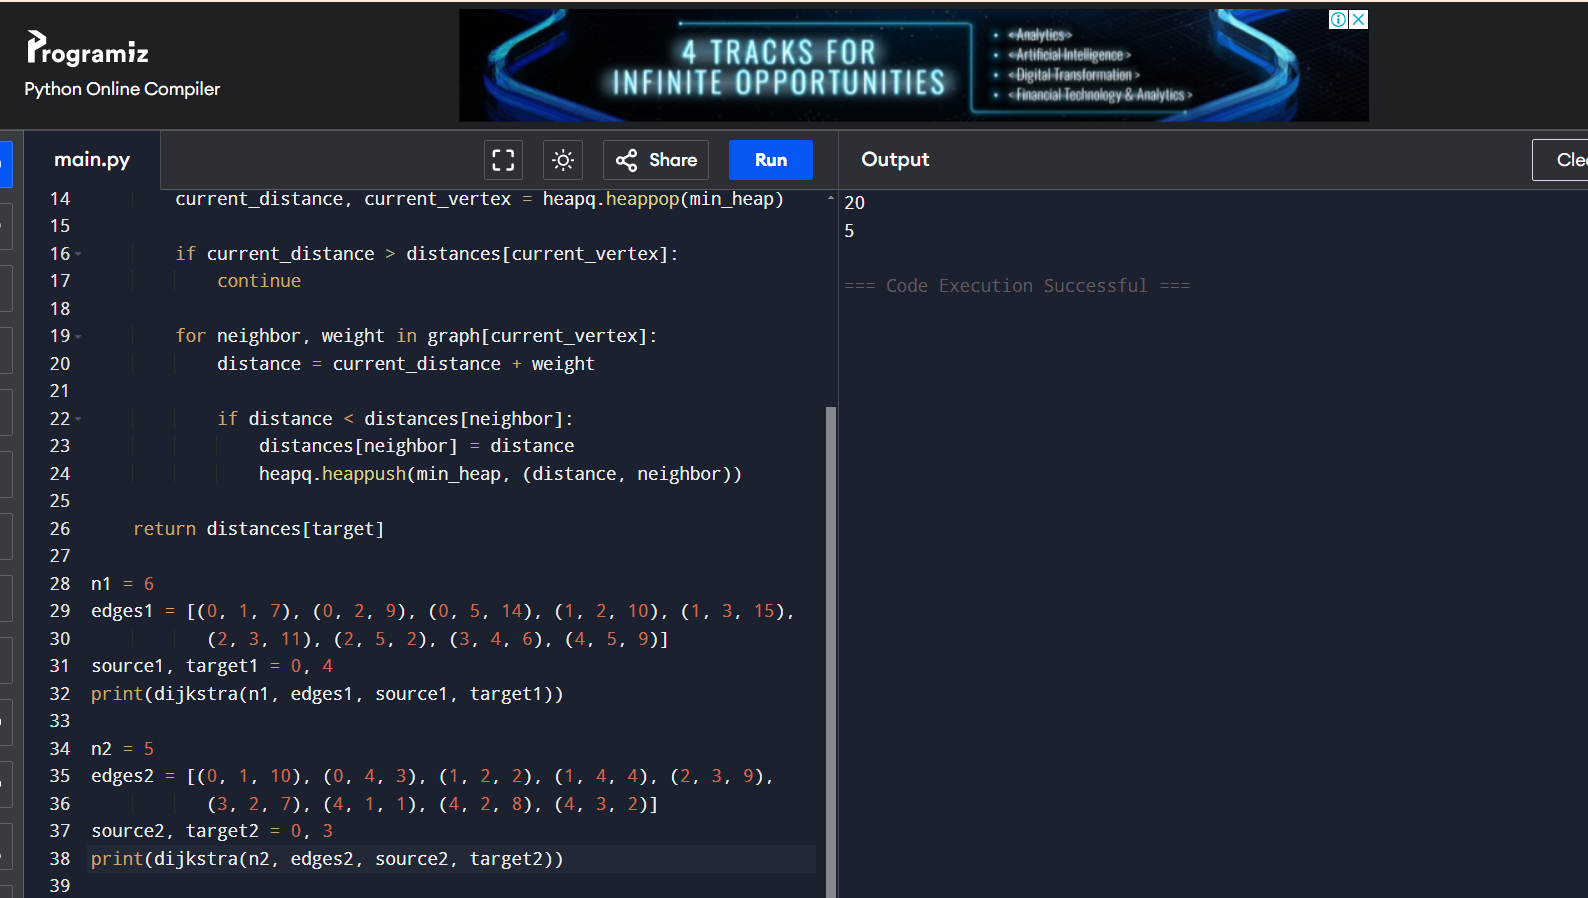 Programiz
Python Online Compiler
4 TRACKS FOR
INFINITE OPPORTUNITIES
• <Analytics>
• <Artificial Intelligence>
• <Digital Transformation>
• <Financial Technology & Analytics>
main.py
Share
Run
Output
Cle
14 current_distance, current_vertex = heapq.heappop(min_heap)
15
16 if current_distance > distances[current_vertex]:
17 continue
18
19 for neighbor, weight in graph[current_vertex]:
20 distance = current_distance + weight
21
22 if distance < distances[neighbor]:
23 distances[neighbor] = distance
24 heapq.heappush(min_heap, (distance, neighbor))
25
26 return distances[target]
27
28 n1 = 6
29 edges1 = [(0, 1, 7), (0, 2, 9), (0, 5, 14), (1, 2, 10), (1, 3, 15),
30 (2, 3, 11), (2, 5, 2), (3, 4, 6), (4, 5, 9)]
31 source1, target1 = 0, 4
32 print(dijkstra(n1, edges1, source1, target1))
33
34 n2 = 5
35 edges2 = [(0, 1, 10), (0, 4, 3), (1, 2, 2), (1, 4, 4), (2, 3, 9),
36 (3, 2, 7), (4, 1, 1), (4, 2, 8), (4, 3, 2)]
37 source2, target2 = 0, 3
38 print(dijkstra(n2, edges2, source2, target2))
39
20
5
=== Code Execution Successful ===